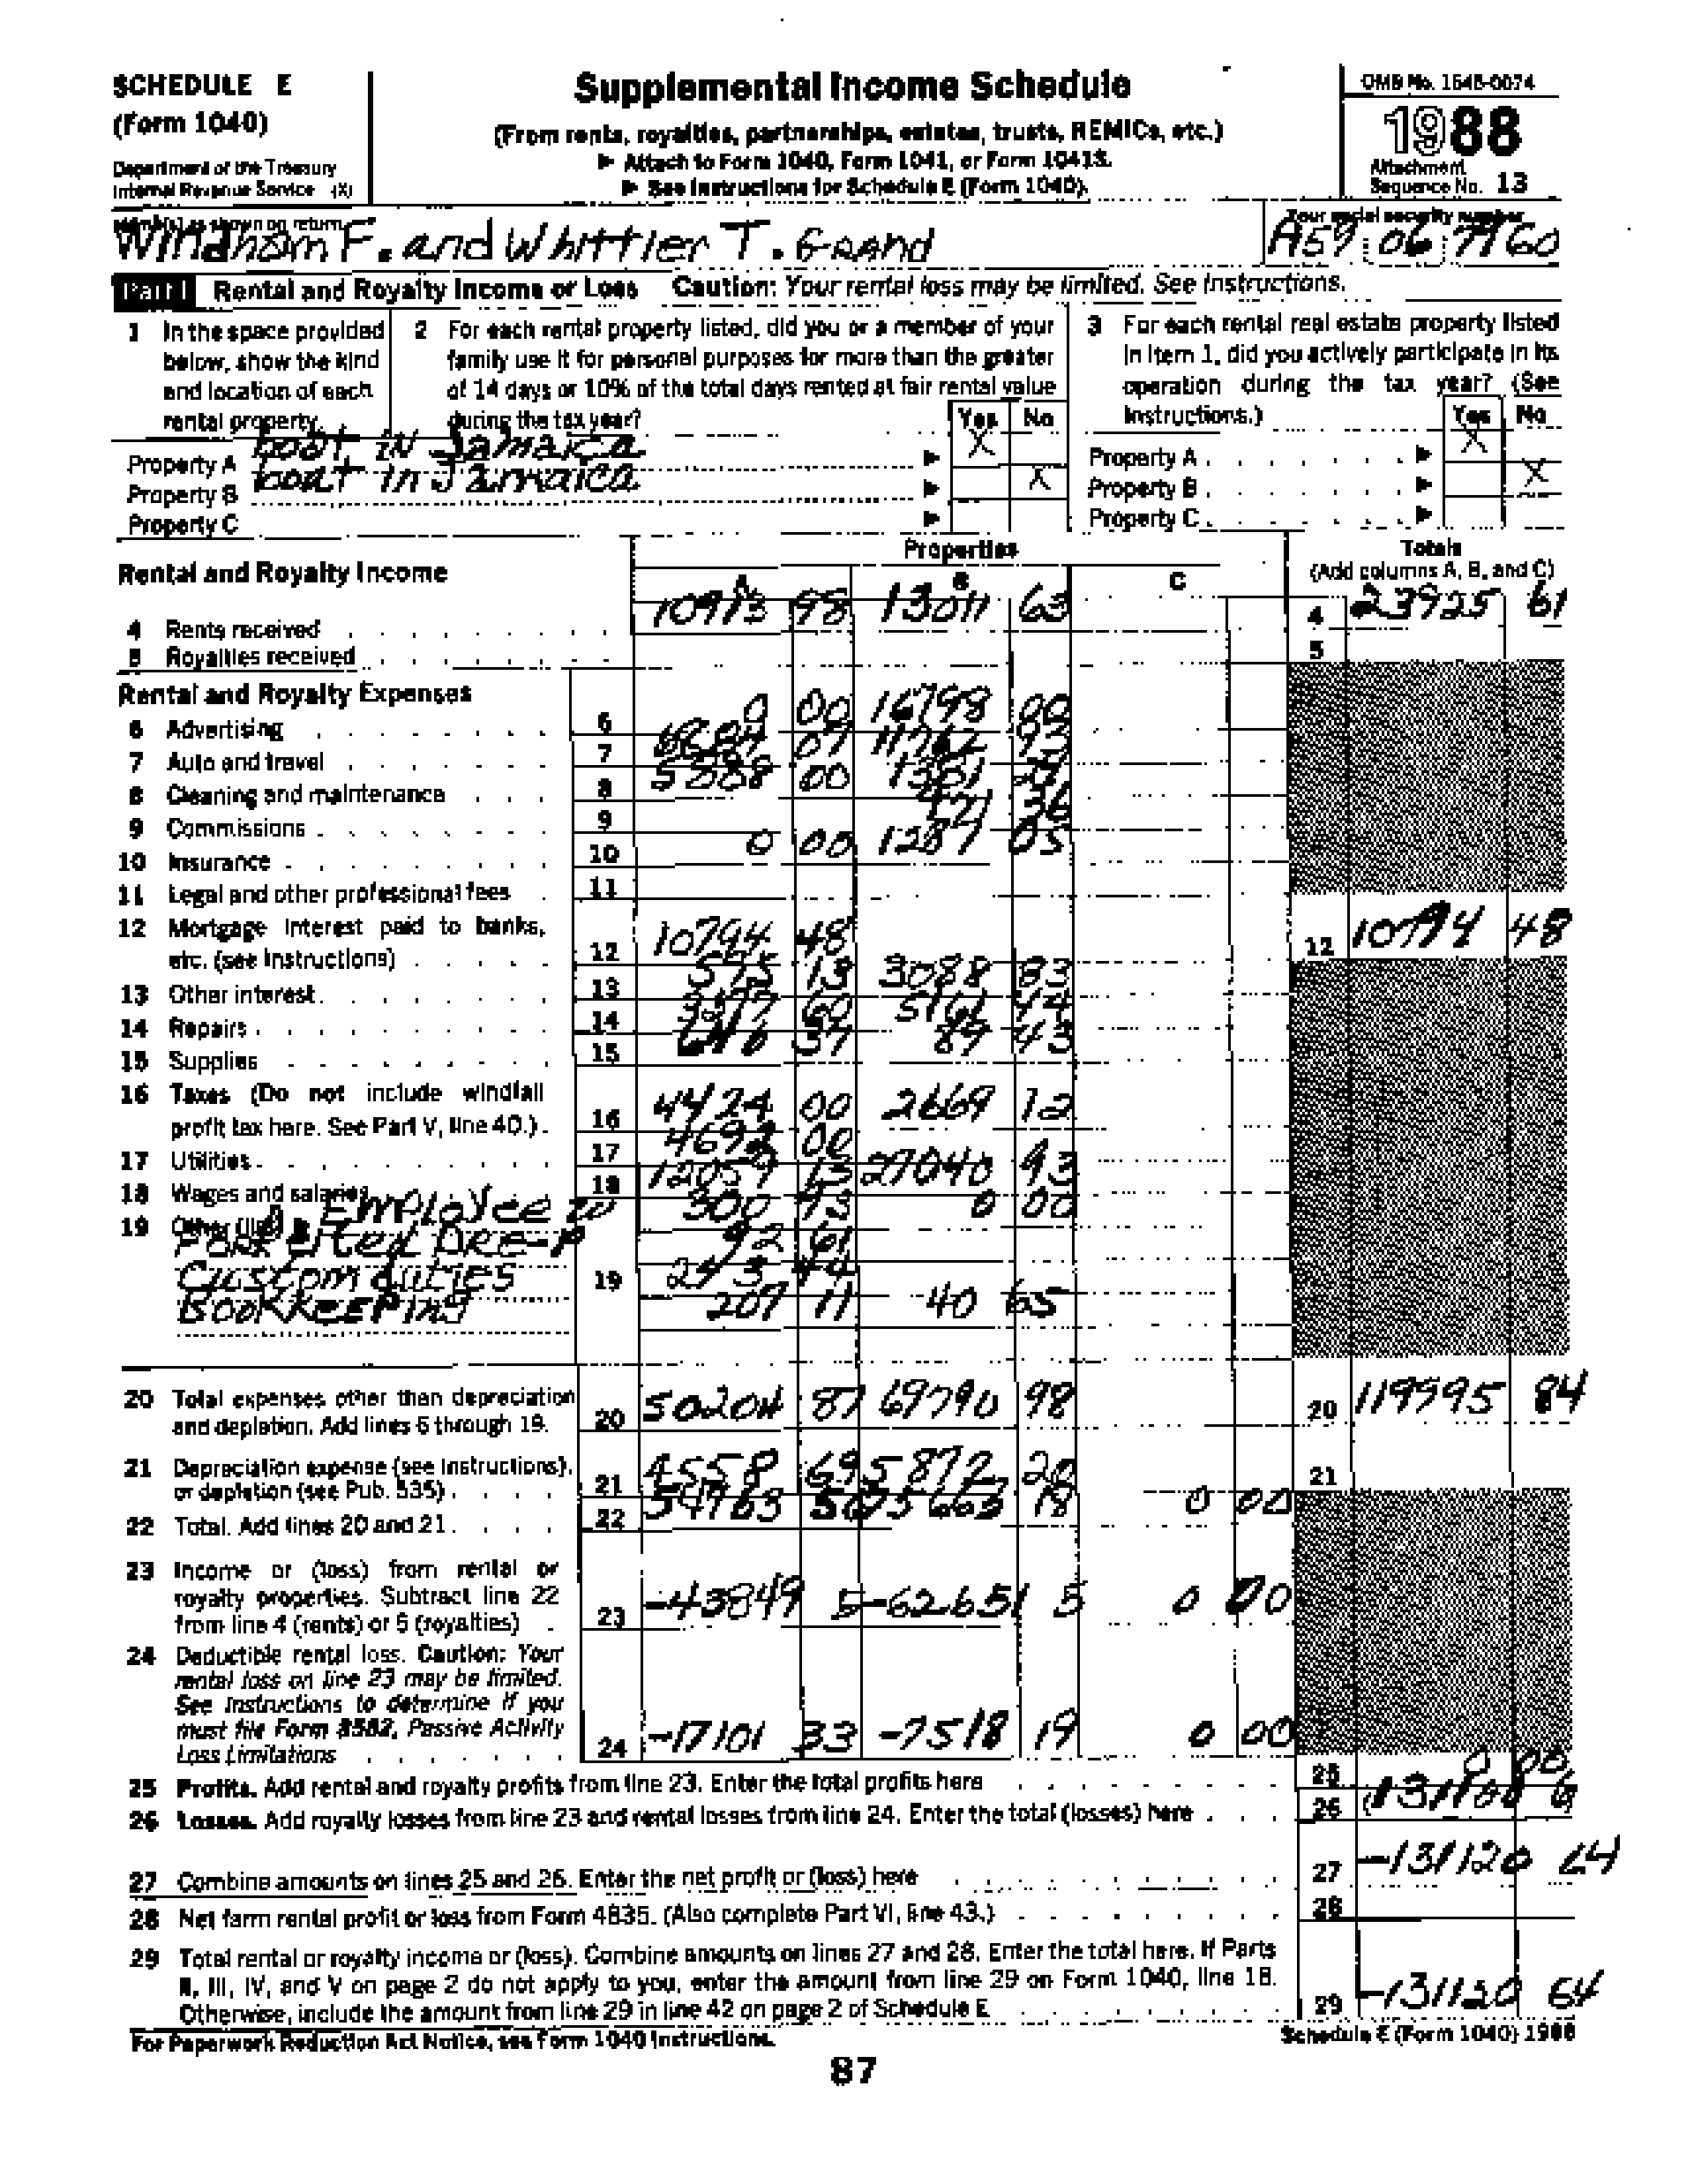 SCHEDULE E
(Form 1040)
Department of the Treasury
Internal Revenue Service (X)
Supplemental Income Schedule
(From rents, royalties, partnerships, estates, trusts, REMICs, etc.)
▶ Attach to Form 1040, Form 1041, or Form 1041S.
▶ See Instructions for Schedule E (Form 1040).
OMB No. 1545-0074
1988
Attachment
Sequence No. 13
Name(s) as shown on return
Windham F. and Whittier T. Grand
Your social security number
A59 06 7960
Part I Rental and Royalty Income or Loss Caution: Your rental loss may be limited. See Instructions.
1 In the space provided below, show the kind and location of each rental property.
2 For each rental property listed, did you or a member of your family use it for personal purposes for more than the greater of 14 days or 10% of the total days rented at fair rental value during the tax year?
Yes No
3 For each rental real estate property listed in item 1, did you actively participate in its operation during the tax year? (See Instructions.)
Yes No
Property A boat in Jamaica ▶ X Property A ▶ X
Property B boat in Jamaica ▶ X Property B ▶ X
Property C ▶ Property C ▶
Rental and Royalty Income
Properties
A B C
Totals
(Add columns A, B, and C)
4 Rents received 10913 98 13011 63 4 23925 61
5 Royalties received 5
Rental and Royalty Expenses
6 Advertising 6 0 00 16798 00
7 Auto and travel 7 07 93
8 Cleaning and maintenance 8 00
9 Commissions 9
10 Insurance 10 0 00 1287 05
11 Legal and other professional fees 11
12 Mortgage interest paid to banks, etc. (see Instructions) 12 10794 48 12 10794 48
13 Other interest 13 575 13 3088 83
14 Repairs 14 60 5161 44
15 Supplies 15 37 89 43
16 Taxes (Do not include windfall profit tax here. See Part V, line 40.) 16 4424 00 2669 12
17 Utilities 17 00
18 Wages and salaries 18 12059 13 27040 93
19 Other (list) ▶ Employee 300 93 0 00
92 61
Custom duties 19
Bookkeeping 207 11 40 65
20 Total expenses other than depreciation and depletion. Add lines 6 through 19. 20 50204 87 69790 98 20 119995 84
21 Depreciation expense (see Instructions), or depletion (see Pub. 535) 21 4558 69 5872 20 21
22 Total. Add lines 20 and 21 22 54763 56 75663 18 0 00
23 Income or (loss) from rental or royalty properties. Subtract line 22 from line 4 (rents) or 5 (royalties) 23 -43849 5 -62651 5 0 00
24 Deductible rental loss. Caution: Your rental loss on line 23 may be limited. See Instructions to determine if you must file Form 8582, Passive Activity Loss Limitations 24 -17101 33 -7518 19 0 00
25 Profits. Add rental and royalty profits from line 23. Enter the total profits here 25 0 00
26 Losses. Add royalty losses from line 23 and rental losses from line 24. Enter the total (losses) here 26
27 Combine amounts on lines 25 and 26. Enter the net profit or (loss) here 27 -131120 64
28 Net farm rental profit or loss from Form 4835. (Also complete Part VI, line 43.) 28
29 Total rental or royalty income or (loss). Combine amounts on lines 27 and 28. Enter the total here. If Parts II, III, IV, and V on page 2 do not apply to you, enter the amount from line 29 on Form 1040, line 18. Otherwise, include the amount from line 29 in line 42 on page 2 of Schedule E 29 -131120 64
For Paperwork Reduction Act Notice, see Form 1040 Instructions.
Schedule E (Form 1040) 1988
87